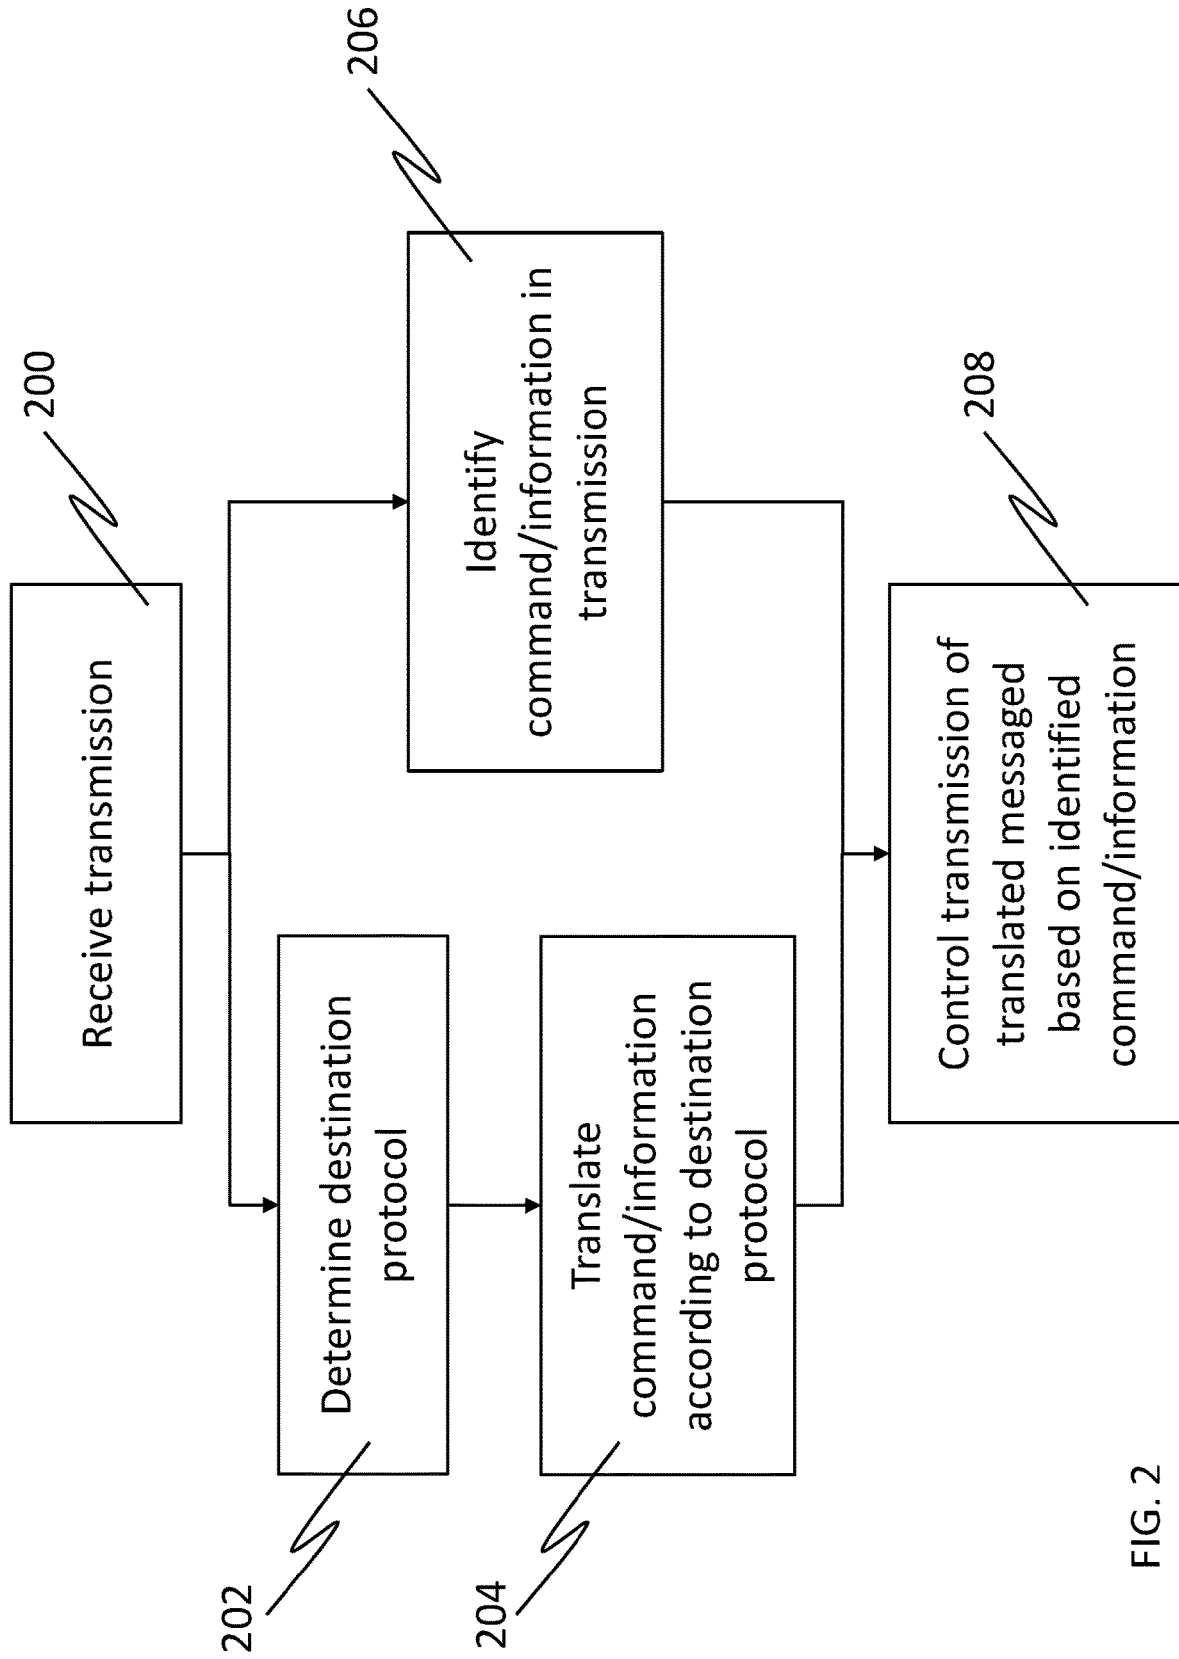 Receive transmission
200
Determine destination
protocol
202
Translate
command/information
according to destination
protocol
204
Identify
command/information in
transmission
206
Control transmission of
translated messaged
based on identified
command/information
208
FIG. 2